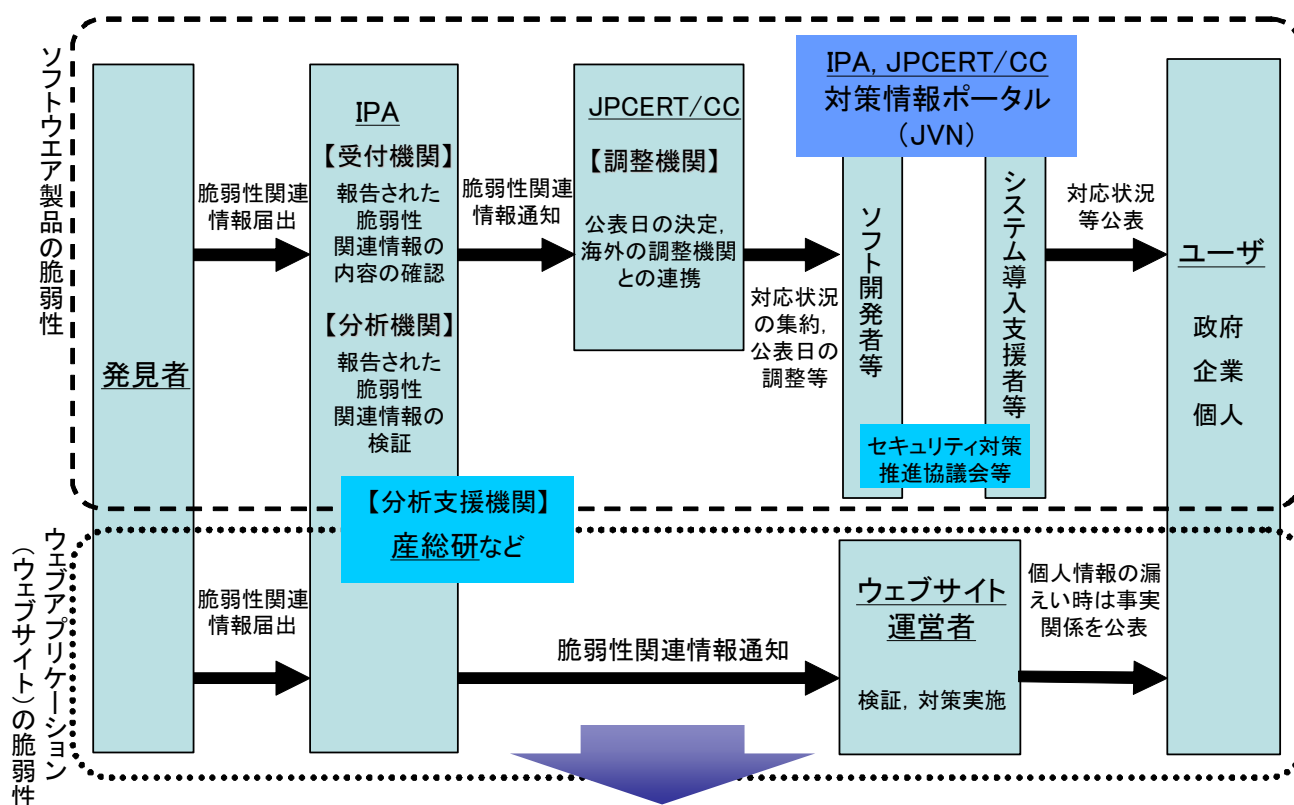 ソフトウエア製品の脆弱性
発見者
脆弱性関連
情報届出
IPA
【受付機関】
報告された
脆弱性
関連情報の
内容の確認
【分析機関】
報告された
脆弱性
関連情報の
検証
脆弱性関連
情報通知
JPCERT/CC
【調整機関】
公表日の決定,
海外の調整機関
との連携
対応状況
の集約,
公表日の
調整等
IPA, JPCERT/CC
対策情報ポータル
(JVN)
ソフト開発者等
システム導入支援者等
セキュリティ対策
推進協議会等
対応状況
等公表
ユーザ
政府
企業
個人
【分析支援機関】
産総研など
ウェブアプリケーション
(ウェブサイト)の脆弱性
脆弱性関連
情報届出
脆弱性関連情報通知
ウェブサイト
運営者
検証, 対策実施
個人情報の漏
えい時は事実
関係を公表